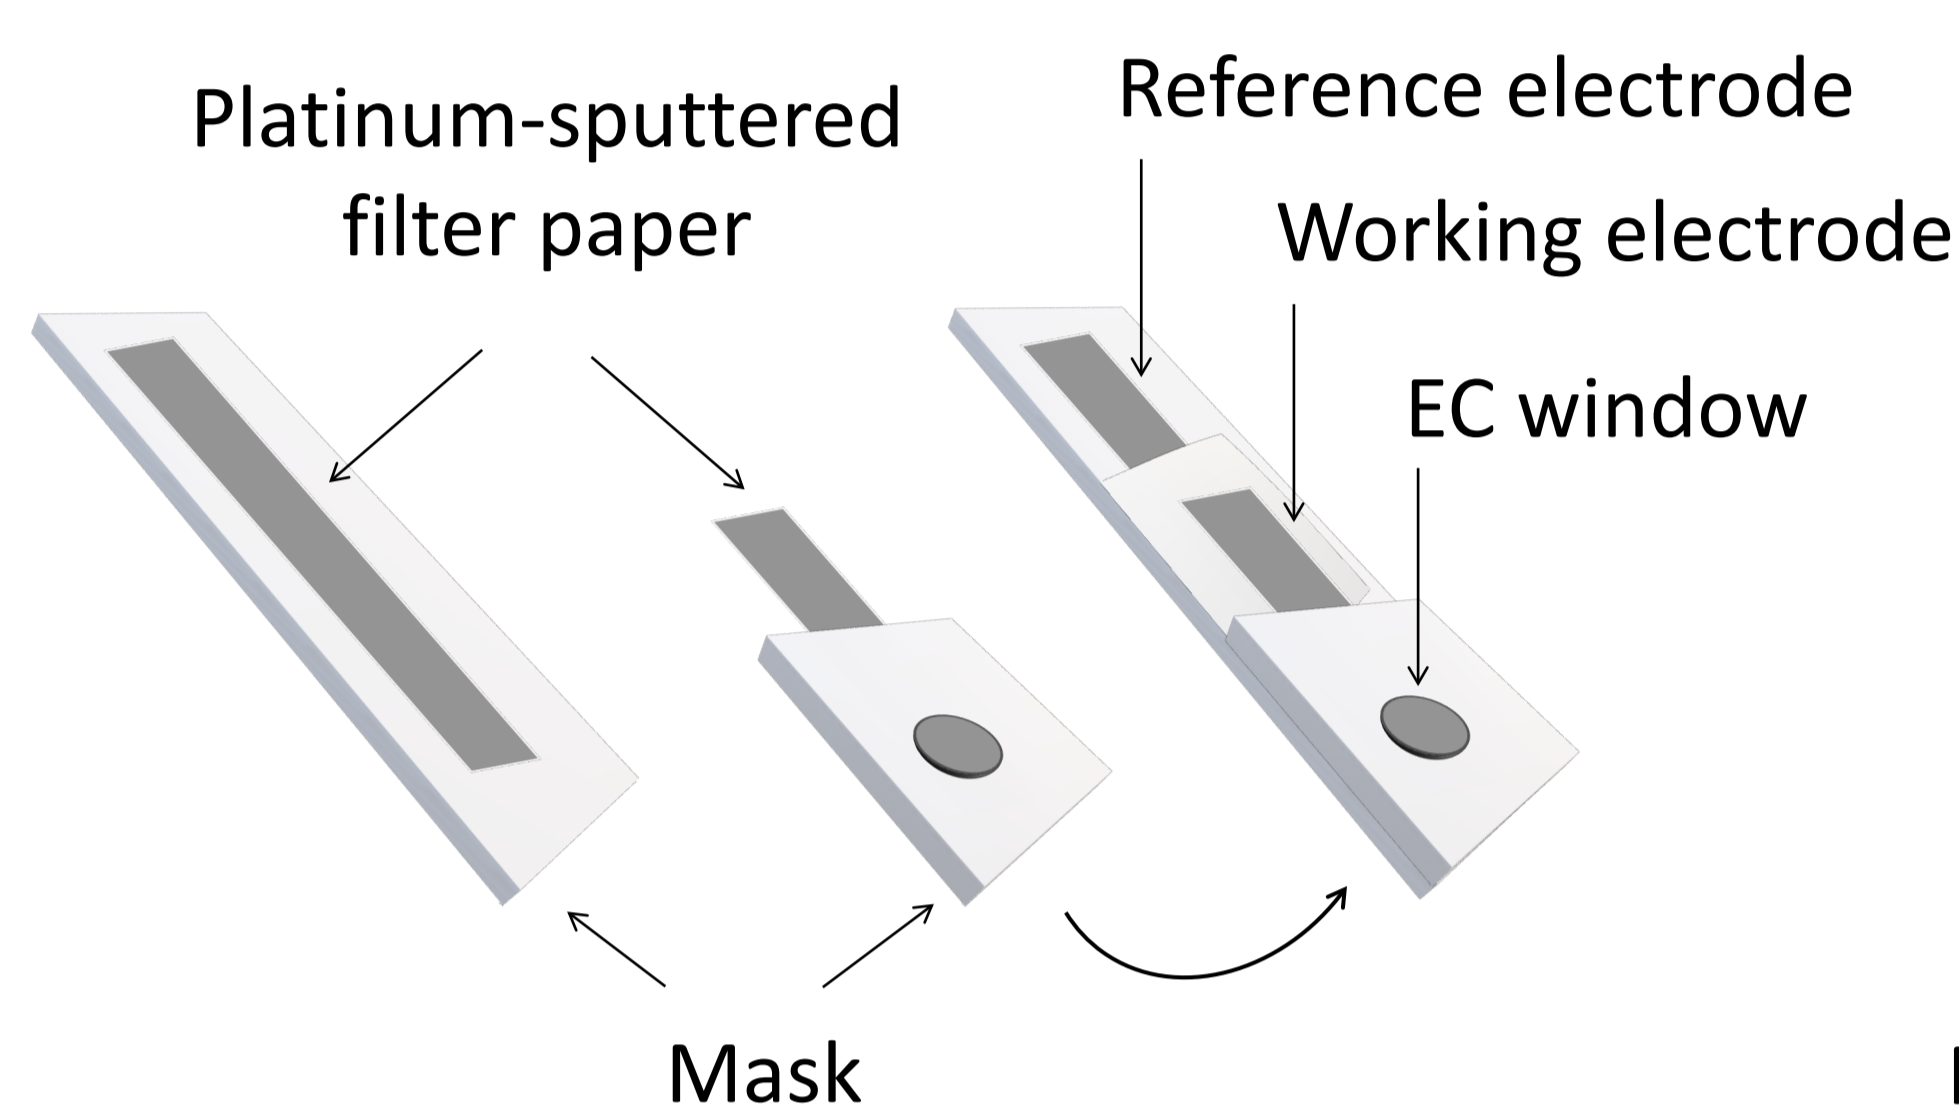 Platinum-sputtered
filter paper
Reference electrode
Working electrode
EC window
Mask